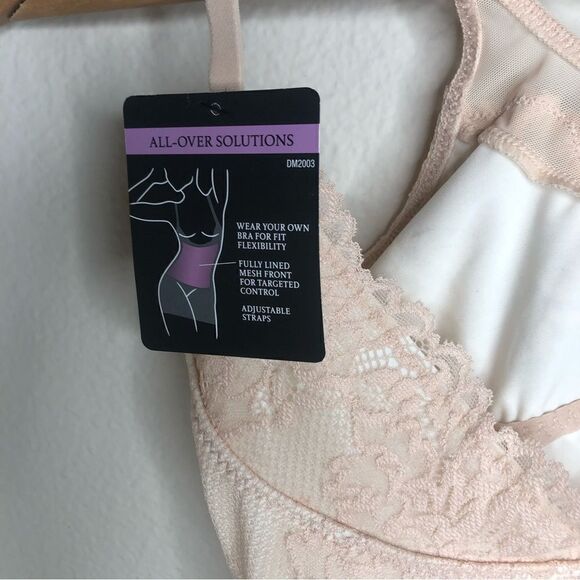 ALL-OVER SOLUTIONS
DM2003
WEAR YOUR OWN
BRA FOR FIT
FLEXIBILITY
FULLY LINED
MESH FRONT
FOR TARGETED
CONTROL
ADJUSTABLE
STRAPS